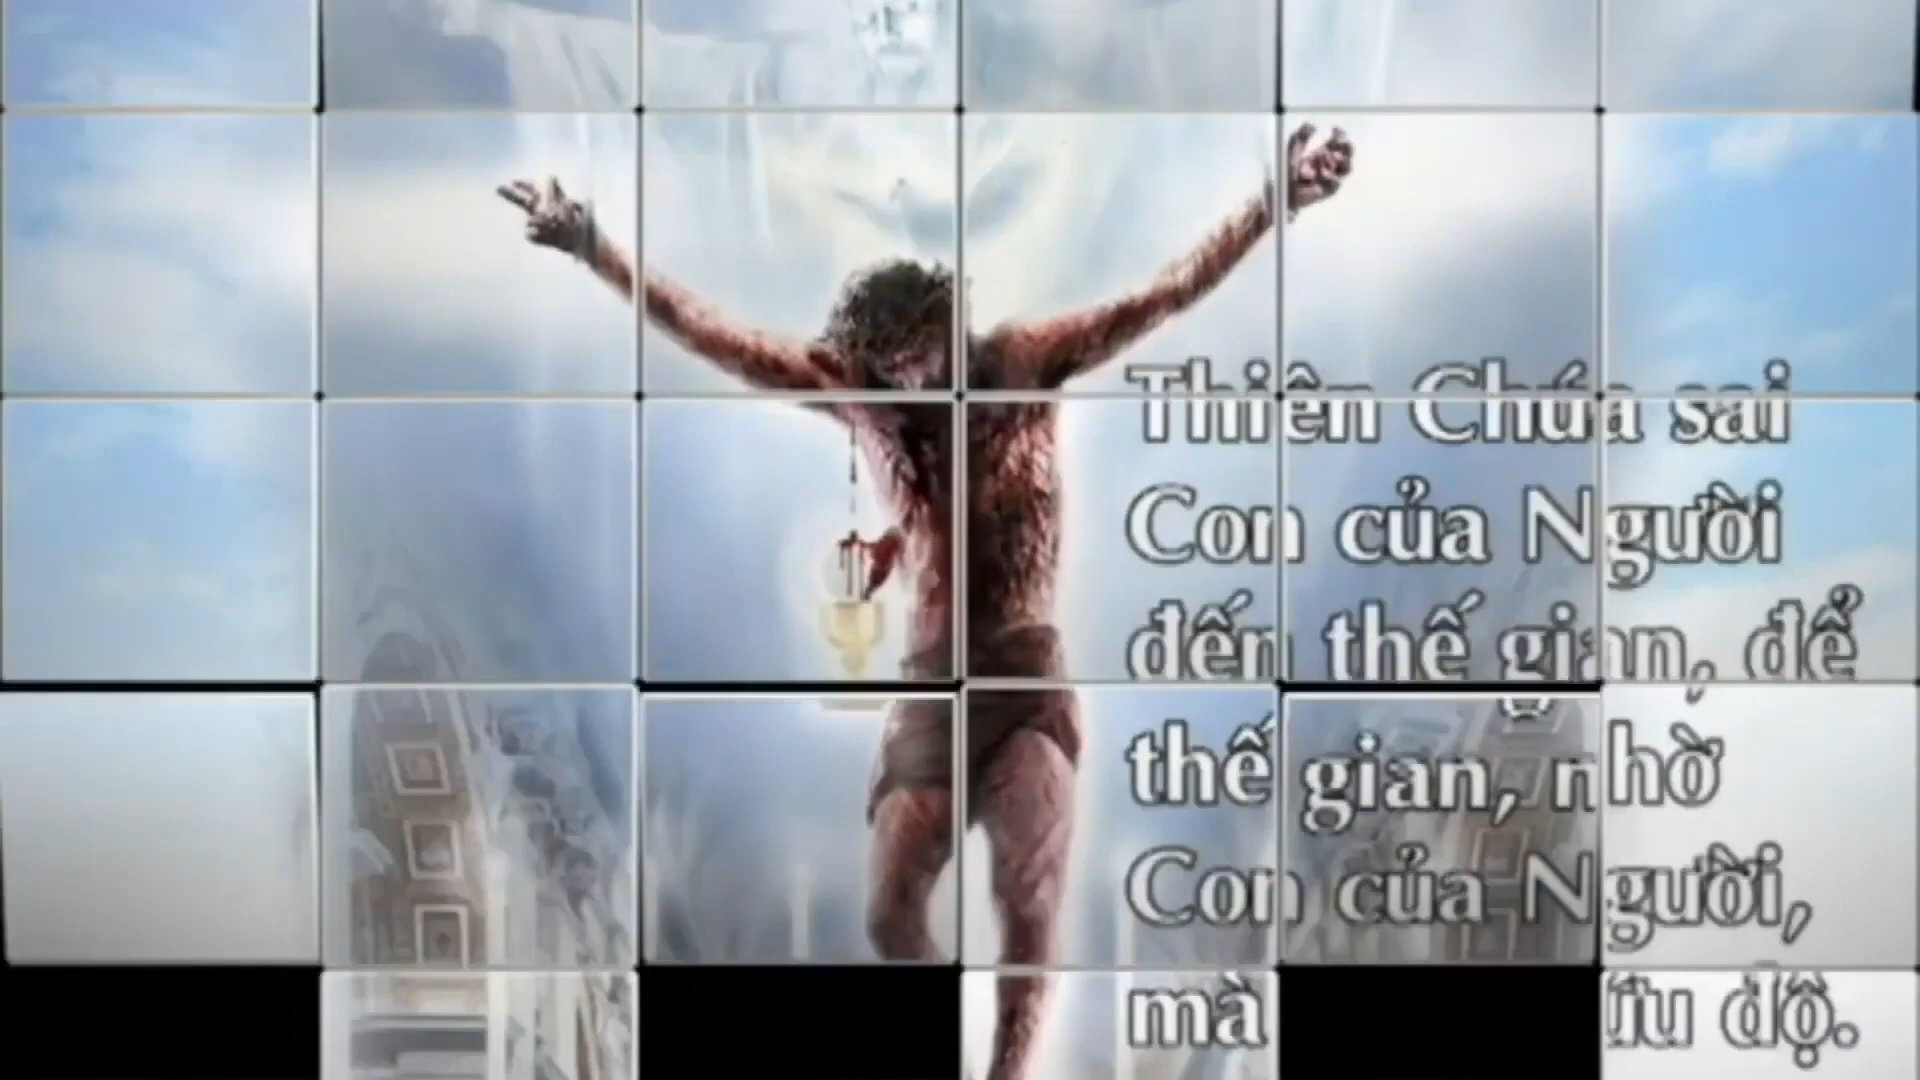 Thiên Chúa sai
Con của Người
đến thế gian, để
thế gian, nhờ
Con của Người,
mà độ.